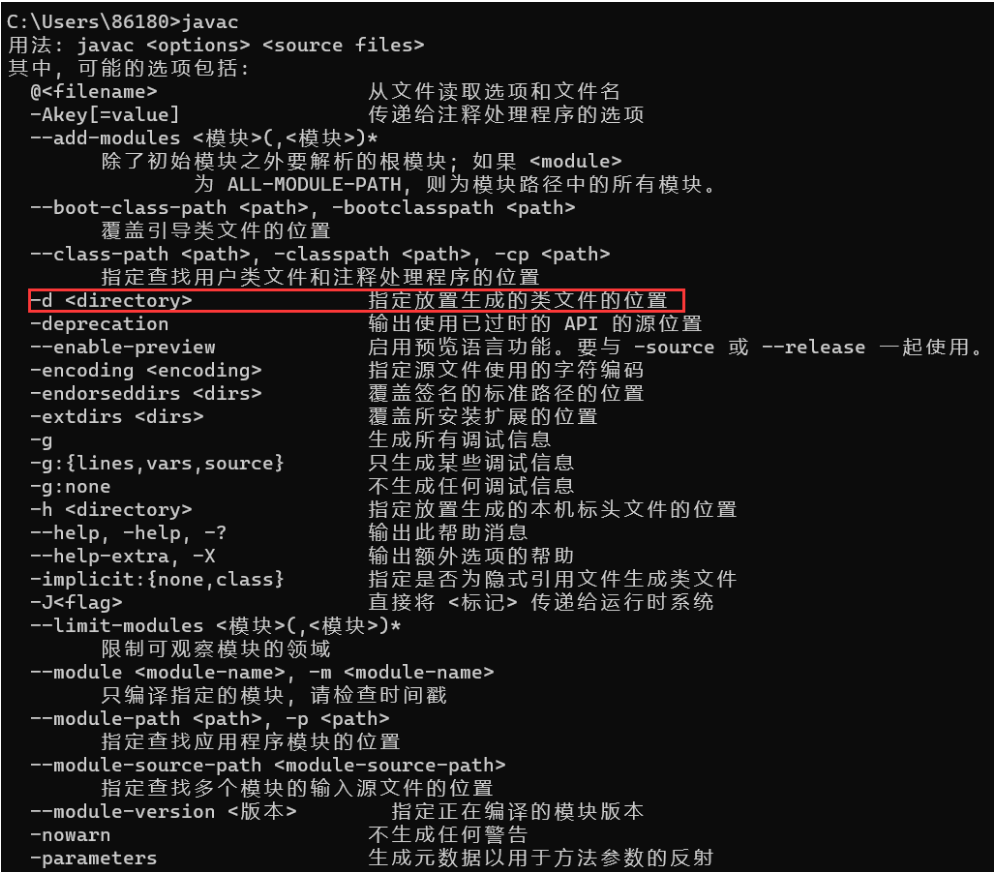 C:\Users\86180>javac
用法: javac <options> <source files>
其中, 可能的选项包括:
@<filename> 从文件读取选项和文件名
-Akey[=value] 传递给注释处理程序的选项
--add-modules <模块>(,<模块>)*
除了初始模块之外要解析的根模块; 如果 <module>
为 ALL-MODULE-PATH, 则为模块路径中的所有模块。
--boot-class-path <path>, -bootclasspath <path>
覆盖引导类文件的位置
--class-path <path>, -classpath <path>, -cp <path>
指定查找用户类文件和注释处理程序的位置
-d <directory> 指定放置生成的类文件的位置
-deprecation 输出使用已过时的 API 的源位置
--enable-preview 启用预览语言功能。要与 -source 或 --release 一起使用。
-encoding <encoding> 指定源文件使用的字符编码
-endorseddirs <dirs> 覆盖签名的标准路径的位置
-extdirs <dirs> 覆盖所安装扩展的位置
-g 生成所有调试信息
-g:{lines,vars,source} 只生成某些调试信息
-g:none 不生成任何调试信息
-h <directory> 指定放置生成的本机标头文件的位置
--help, -help, -? 输出此帮助消息
--help-extra, -X 输出额外选项的帮助
-implicit:{none,class} 指定是否为隐式引用文件生成类文件
-J<flag> 直接将 <标记> 传递给运行时系统
--limit-modules <模块>(,<模块>)*
限制可观察模块的领域
--module <module-name>, -m <module-name>
只编译指定的模块, 请检查时间戳
--module-path <path>, -p <path>
指定查找应用程序模块的位置
--module-source-path <module-source-path>
指定查找多个模块的输入源文件的位置
--module-version <版本> 指定正在编译的模块版本
-nowarn 不生成任何警告
-parameters 生成元数据以用于方法参数的反射